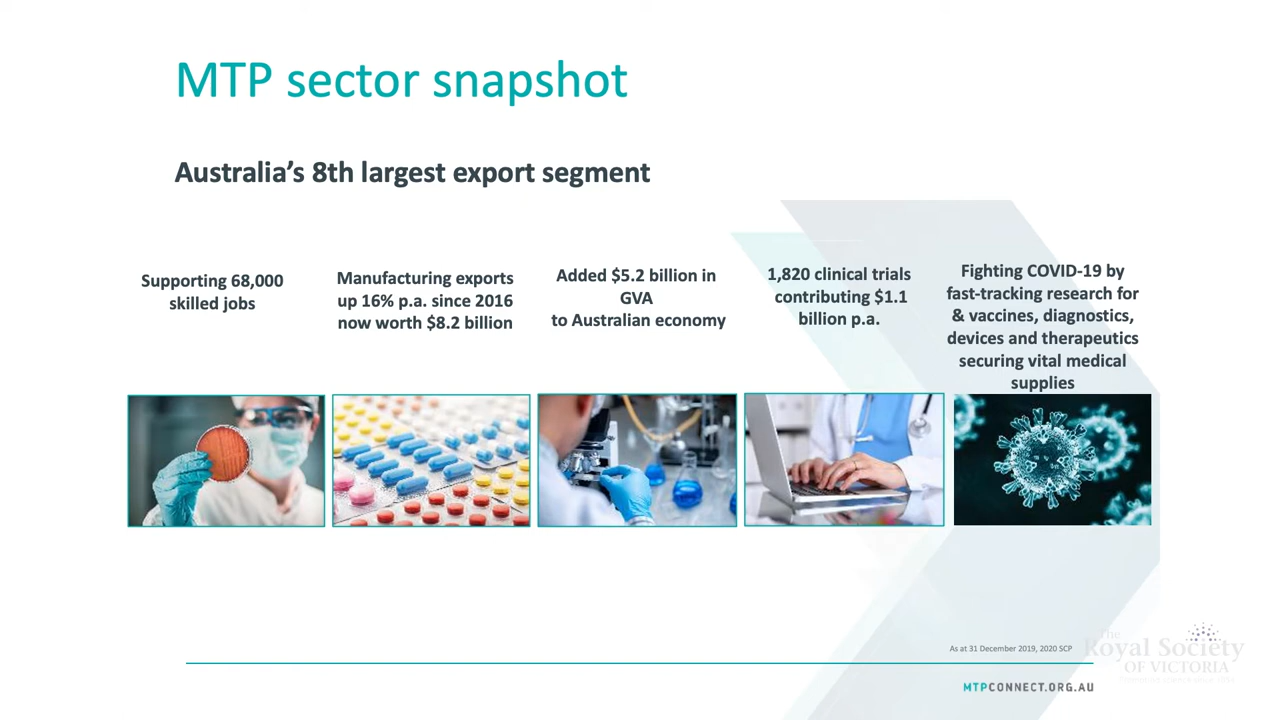 MTP sector snapshot
Australia's 8th largest export segment
Supporting 68,000
skilled jobs
Manufacturing exports
up 16% p.a. since 2016
now worth $8.2 billion
Added $5.2 billion in
GVA
to Australian economy
1,820 clinical trials
contributing $1.1
billion p.a.
Fighting COVID-19 by
fast-tracking research for
& vaccines, diagnostics,
devices and therapeutics
securing vital medical
supplies
As at 31 December 2019, 2020 SCP
The
Royal Society
OF VICTORIA
MTPCONNECT.ORG.AU